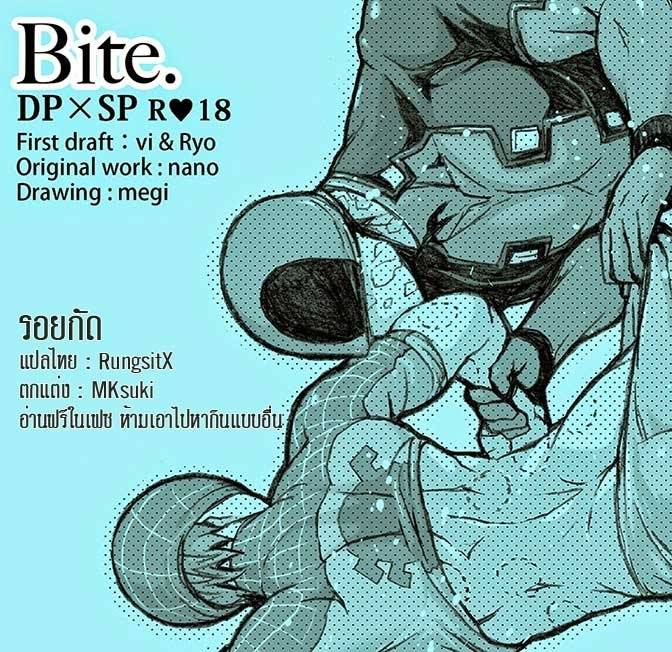 Bite.
DP×SP R♥18
First draft：vi & Ryo
Original work : nano
Drawing : megi
รอยกัด
แปลไทย : RungsitX
ตกแต่ง : MKsuki
อ่านฟรีในเฟซ ห้ามเอาไปหากินแบบอื่น